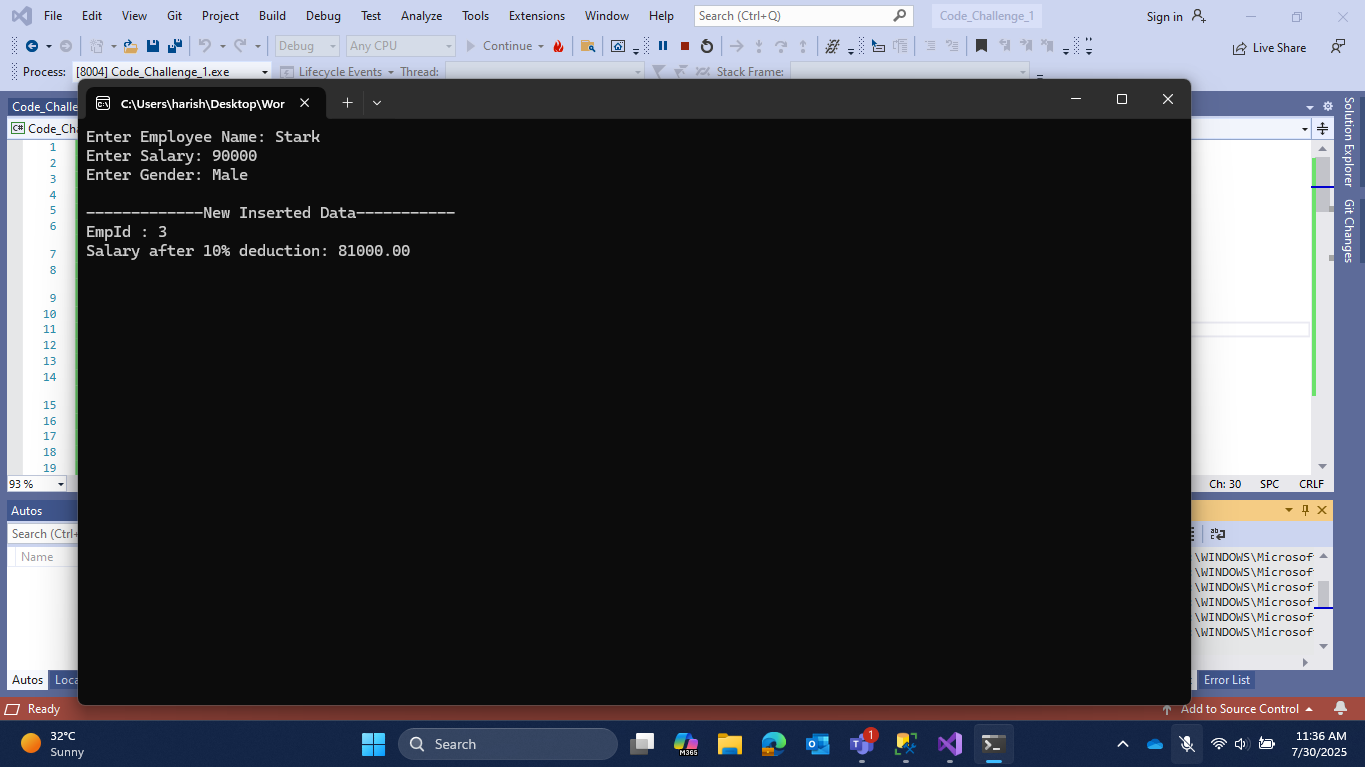 File Edit View Git Project Build Debug Test Analyze Tools Extensions Window Help Search (Ctrl+Q) Code_Challenge_1 Sign in
Debug Any CPU Continue Live Share
Process: [8004] Code_Challenge_1.exe Lifecycle Events Thread: Stack Frame:
C:\Users\harish\Desktop\Wor
Code_Challe
Code_Cha
Enter Employee Name: Stark
Enter Salary: 90000
Enter Gender: Male
-------------New Inserted Data-----------
EmpId : 3
Salary after 10% deduction: 81000.00
1
2
3
4
5
6
7
8
9
10
11
12
13
14
15
16
17
18
19
Solution Explorer
Git Changes
93 % Ch: 30 SPC CRLF
Autos
Search (Ctrl+
Name
\WINDOWS\Microsof
\WINDOWS\Microsof
\WINDOWS\Microsof
\WINDOWS\Microsof
\WINDOWS\Microsof
\WINDOWS\Microsof
Autos Loca Error List
Ready Add to Source Control
32°C
Sunny
Search
M365
1
11:36 AM
7/30/2025